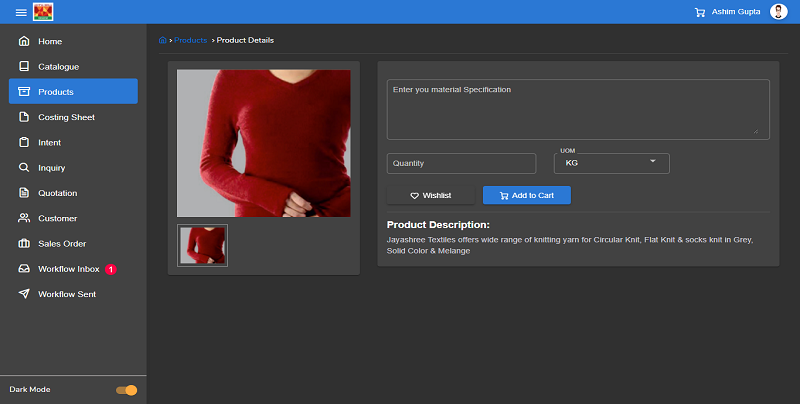 Ashim Gupta
Home
Catalogue
Products
Costing Sheet
Intent
Inquiry
Quotation
Customer
Sales Order
Workflow Inbox 1
Workflow Sent
Dark Mode
› Products › Product Details
Enter you material Specification
Quantity
UOM
KG
Wishlist
Add to Cart
Product Description:
Jayashree Textiles offers wide range of knitting yarn for Circular Knit, Flat Knit & socks knit in Grey,
Solid Color & Melange